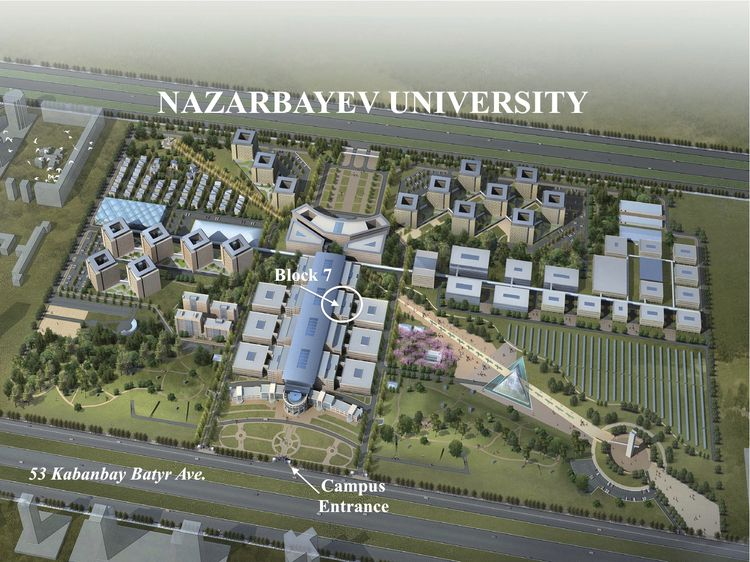 NAZARBAYEV UNIVERSITY
Block 7
53 Kabanbay Batyr Ave.
Campus
Entrance